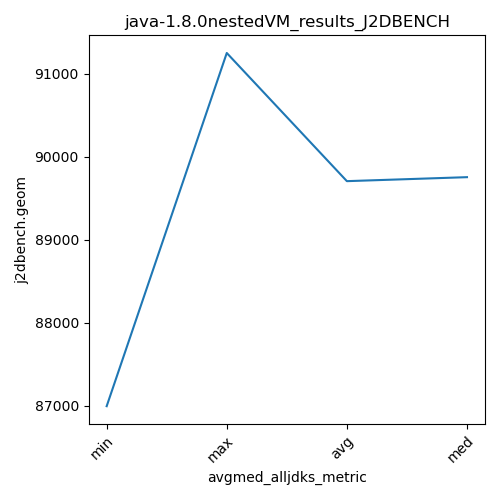 java-1.8.0nestedVM_results_J2DBENCH
91000
90000
89000
88000
87000
j2dbench.geom
min
max
avg
med
avgmed_alljdks_metric